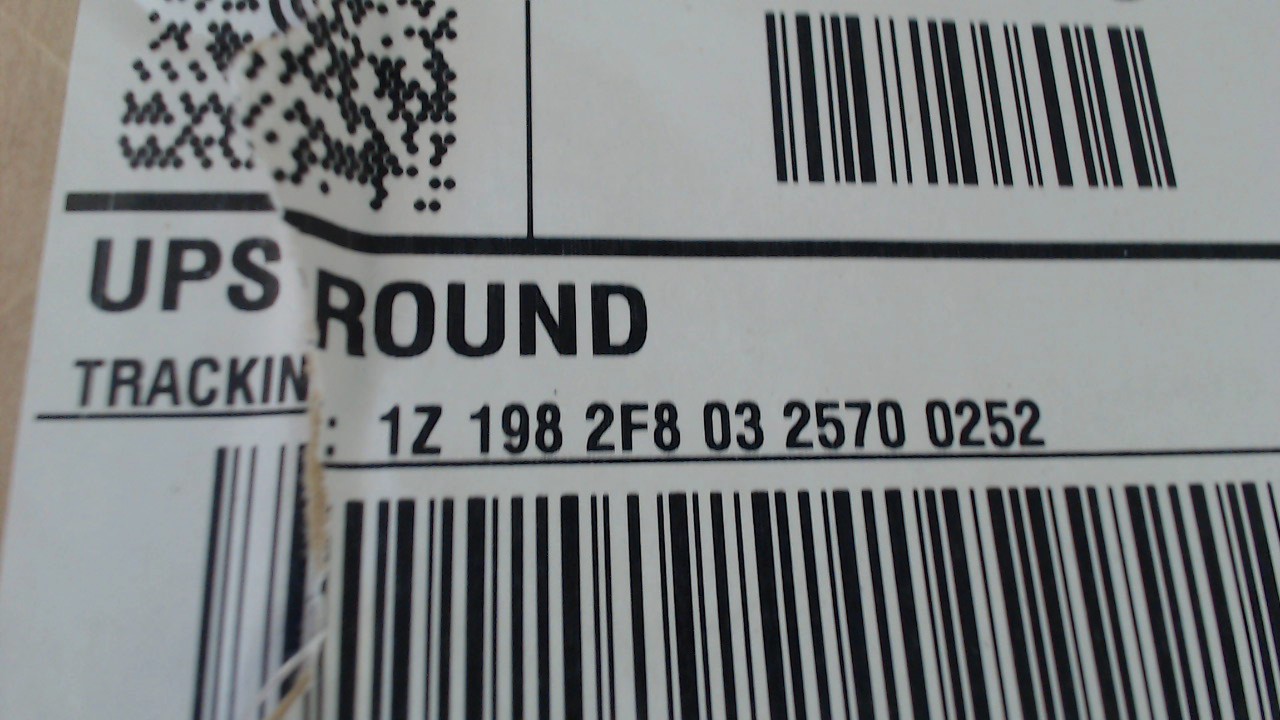 UPS ROUND
TRACKIN : 1Z 198 2F8 03 2570 0252